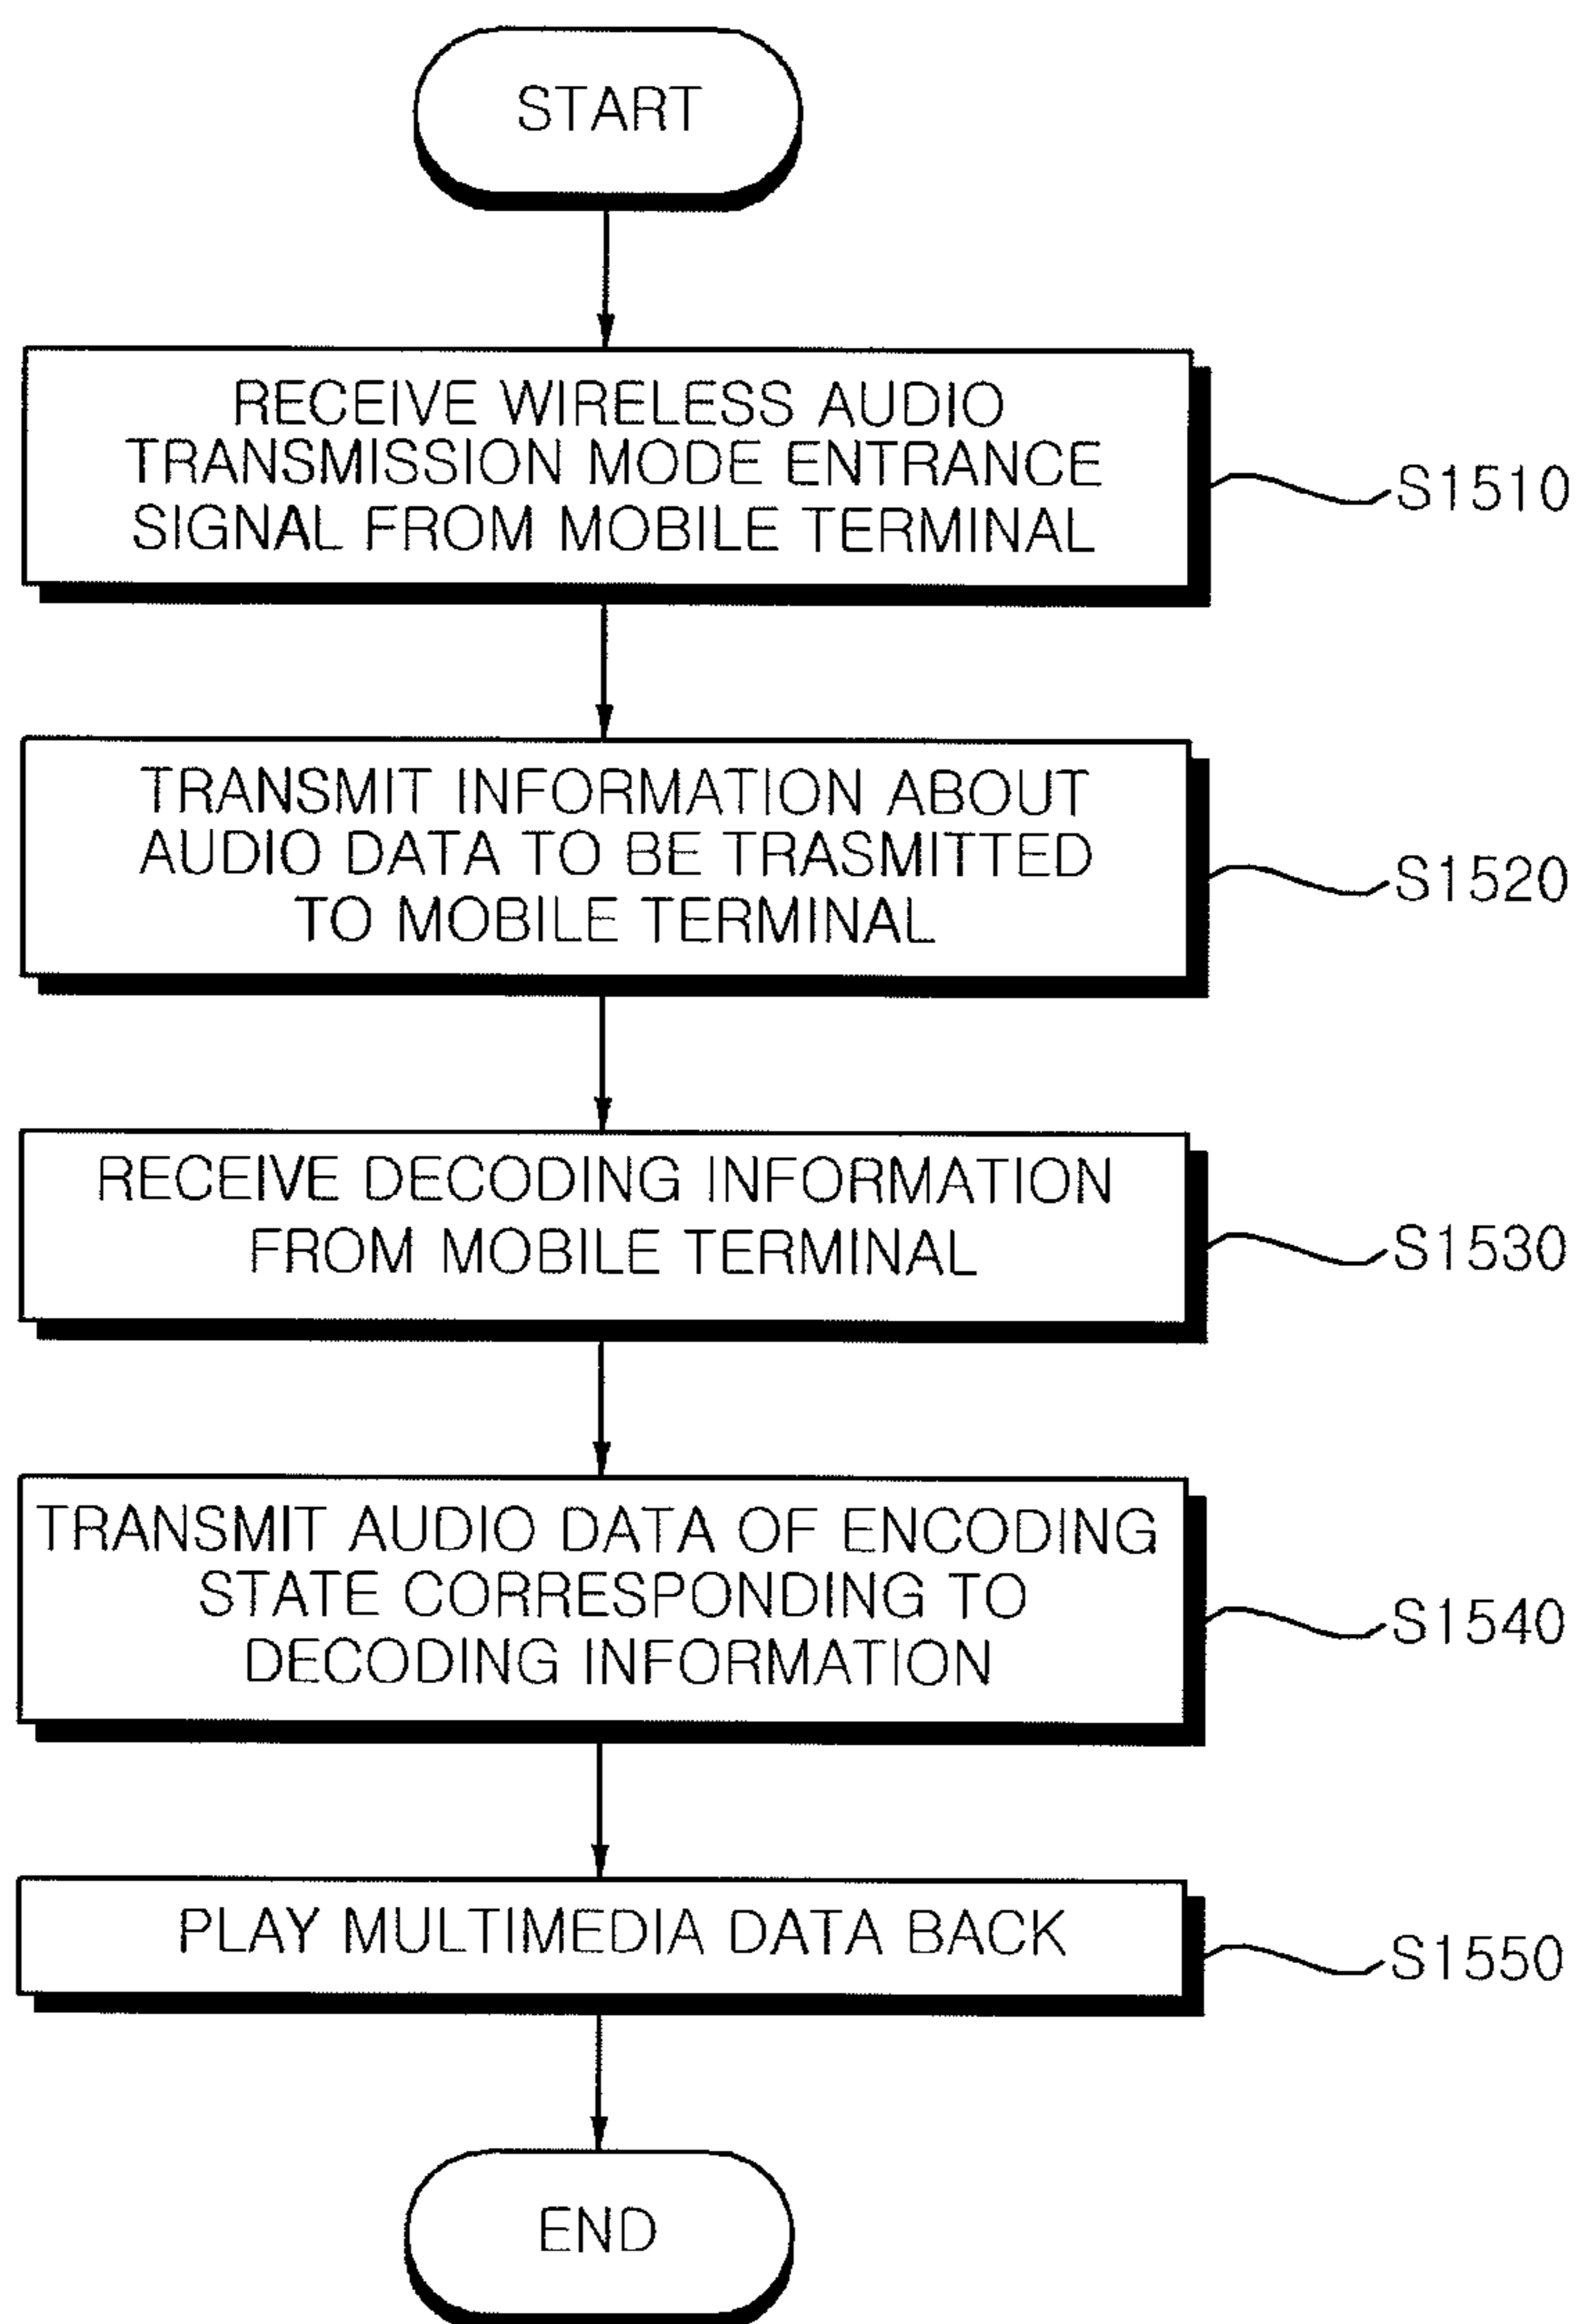 START
RECEIVE WIRELESS AUDIO
TRANSMISSION MODE ENTRANCE
SIGNAL FROM MOBILE TERMINAL
S1510
TRANSMIT INFORMATION ABOUT
AUDIO DATA TO BE TRASMITTED
TO MOBILE TERMINAL
S1520
RECEIVE DECODING INFORMATION
FROM MOBILE TERMINAL
S1530
TRANSMIT AUDIO DATA OF ENCODING
STATE CORRESPONDING TO
DECODING INFORMATION
S1540
PLAY MULTIMEDIA DATA BACK
S1550
END